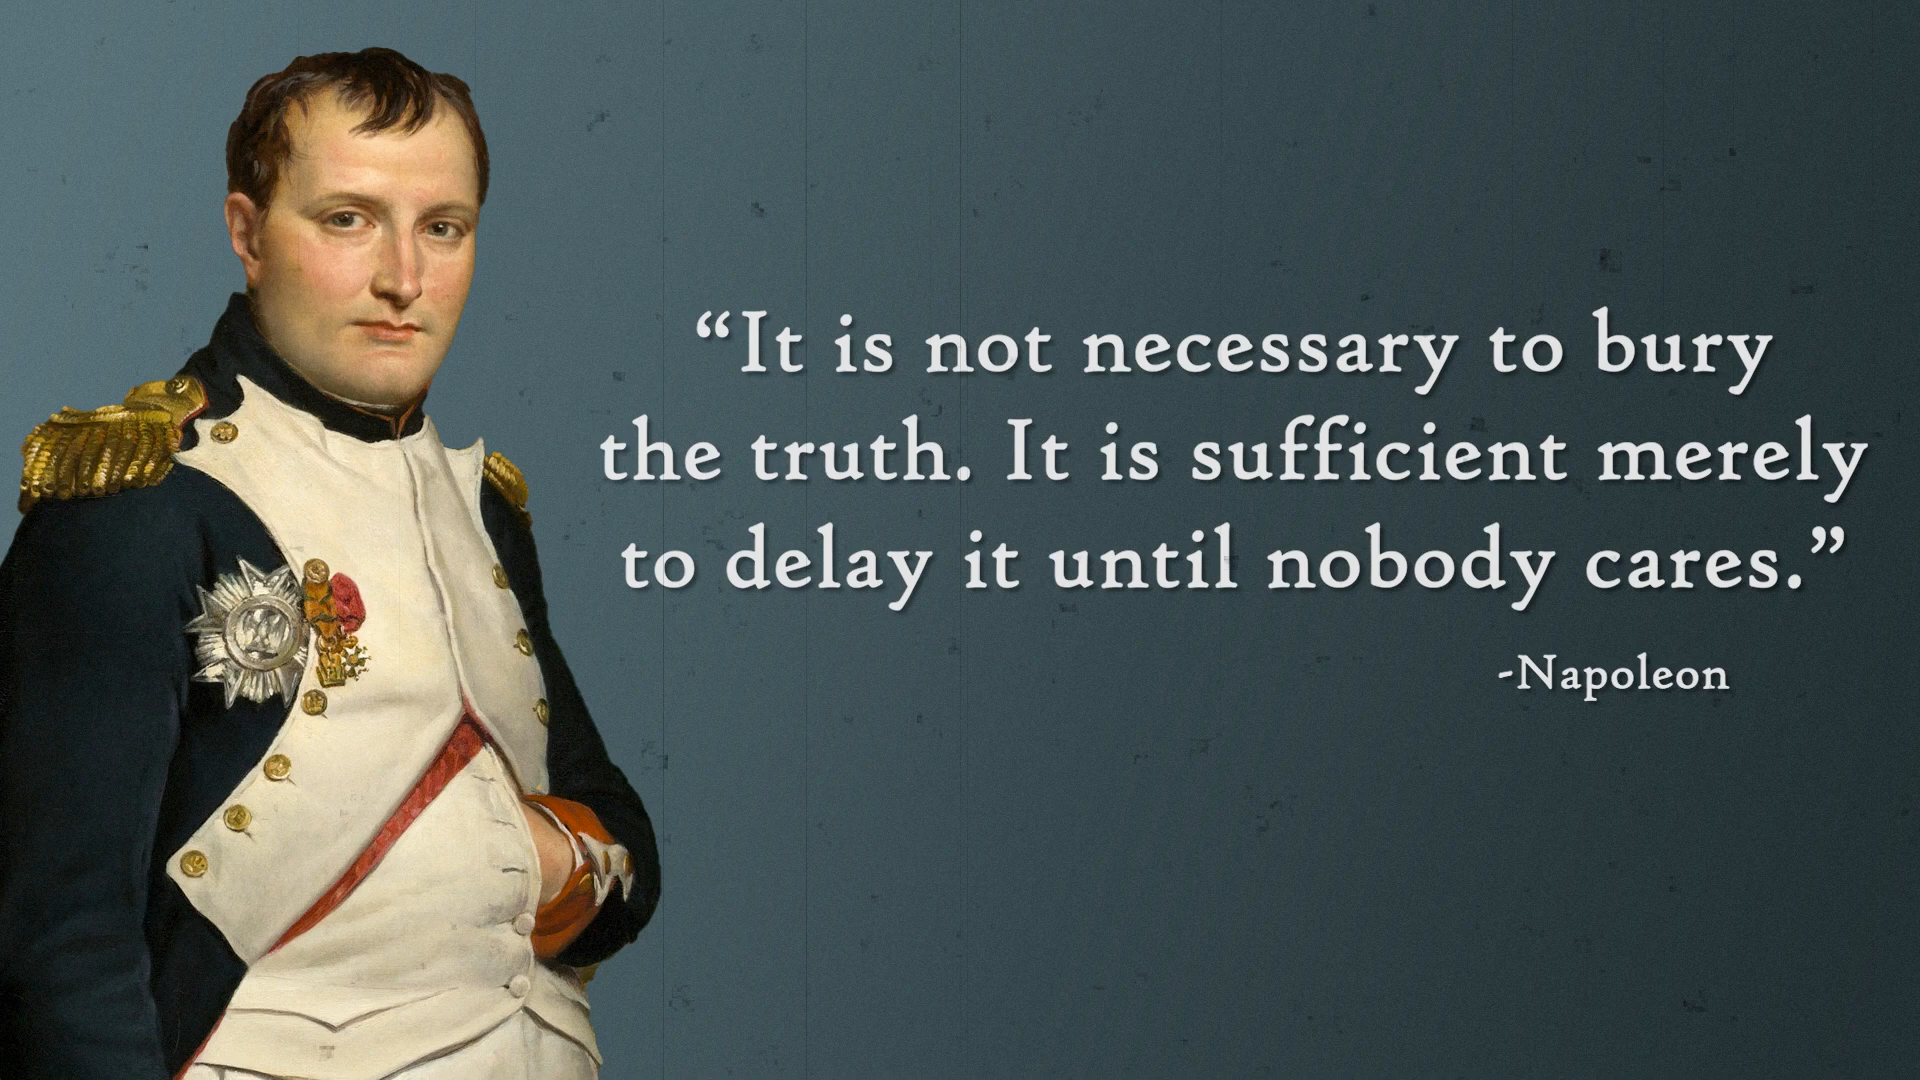 “It is not necessary to bury
the truth. It is sufficient merely
to delay it until nobody cares.”
-Napoleon